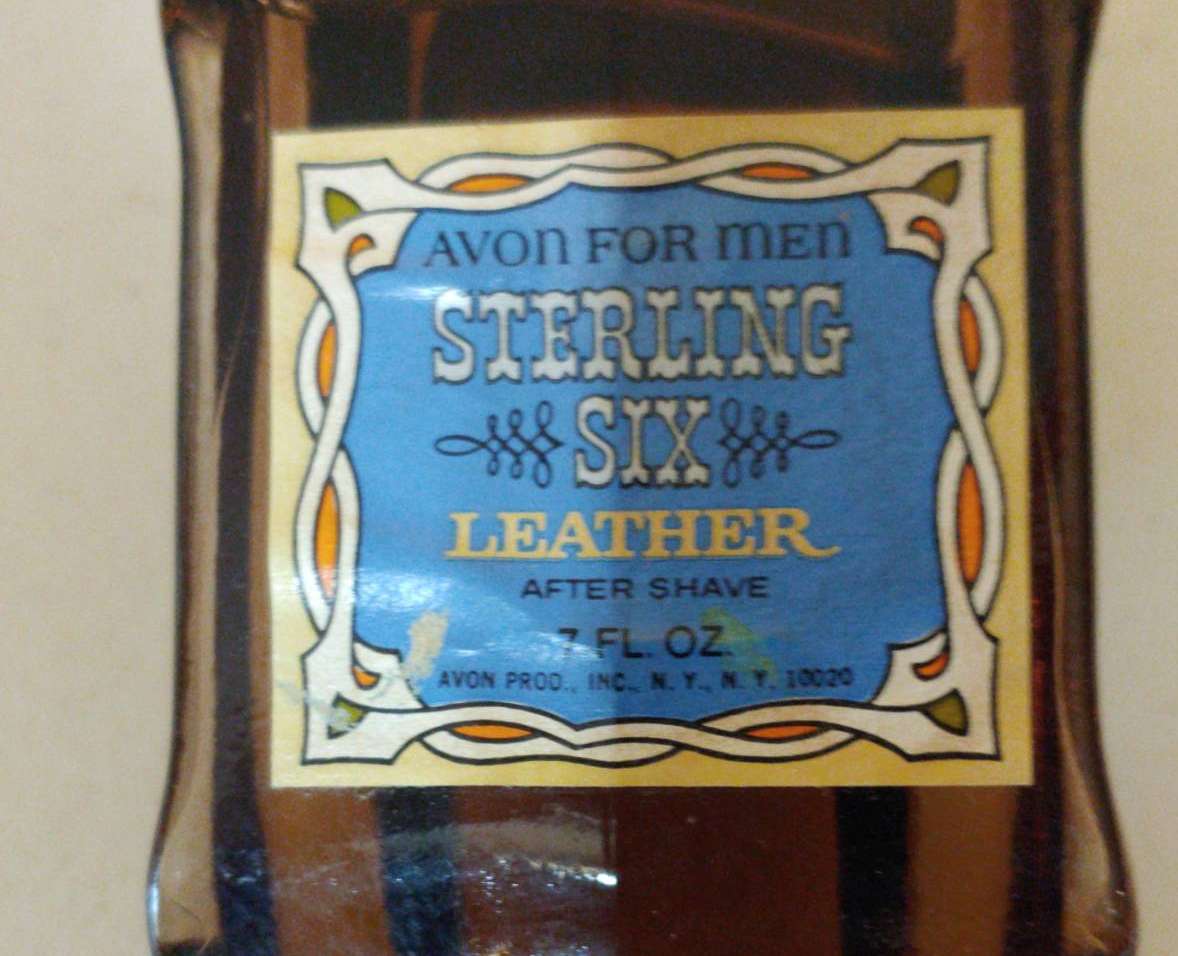 AVON FOR MEN
STERLING
SIX
LEATHER
AFTER SHAVE
7 FL. OZ.
AVON PROD., INC., N. Y., N. Y. 10020